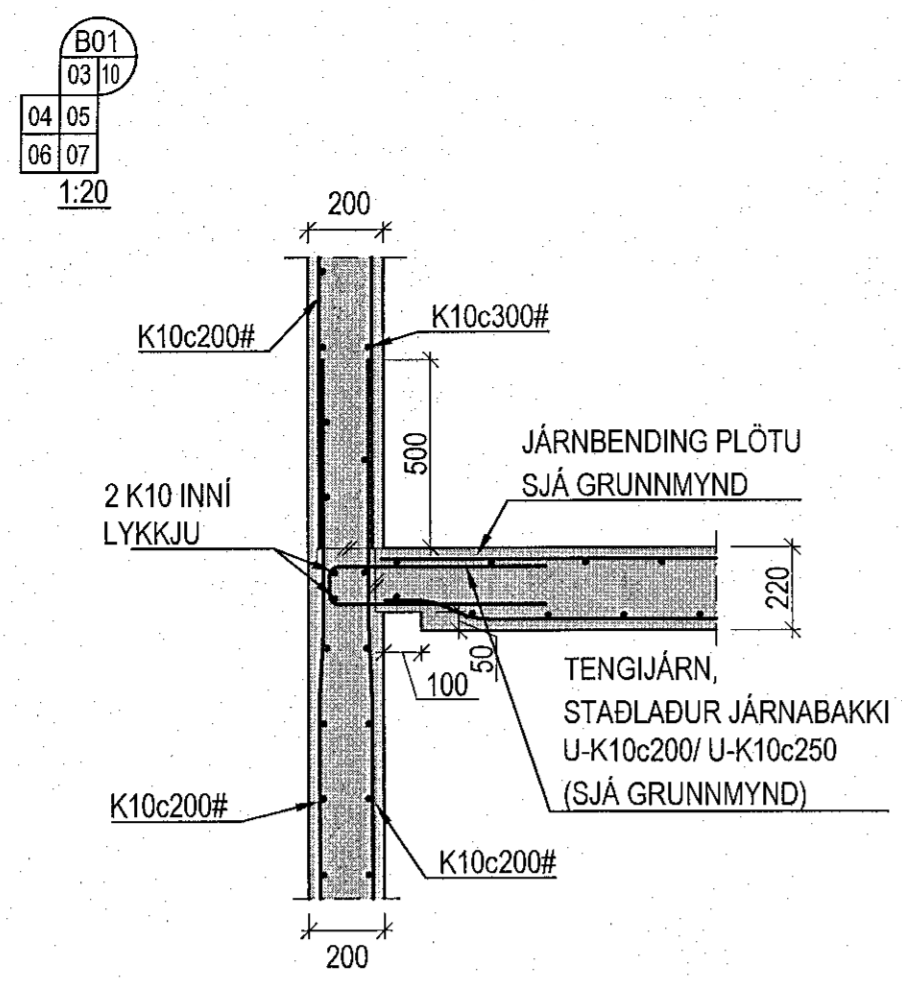 B01
03 10
04 05
06 07
1:20
200
K10c200#
K10c300#
500
JÁRNBENDING PLÖTU
SJÁ GRUNNMYND
2 K10 INNÍ
LYKKJU
220
50
100
TENGIJÁRN,
STAÐLAÐUR JÁRNABAKKI
U-K10c200/ U-K10c250
(SJÁ GRUNNMYND)
K10c200#
K10c200#
200